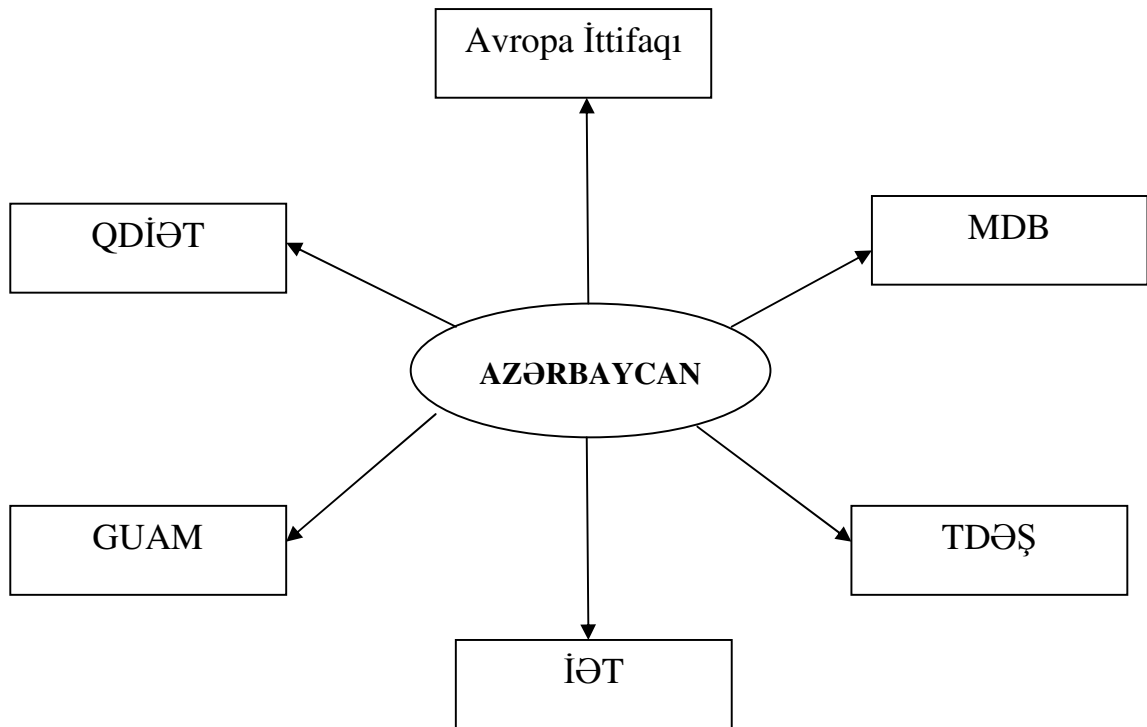 Avropa İttifaqı
QDİƏT
MDB
AZƏRBAYCAN
GUAM
TDƏŞ
İƏT